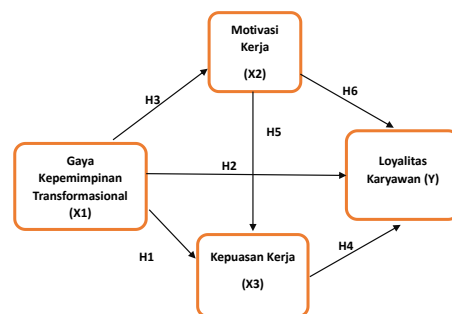 Motivasi
Kerja
(X2)
H3
H6
H5
Gaya
Kepemimpinan
Transformasional
(X1)
H2
Loyalitas
Karyawan (Y)
H1
Kepuasan Kerja
(X3)
H4